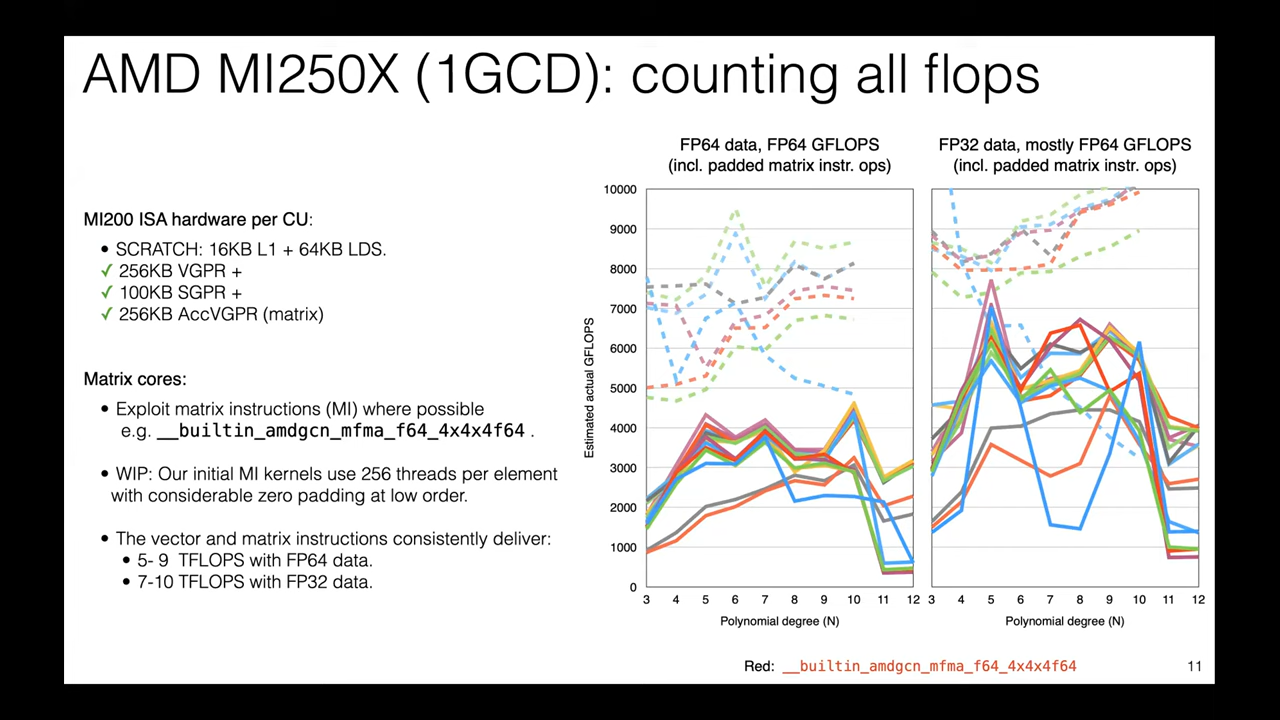 AMD MI250X (1GCD): counting all flops
MI200 ISA hardware per CU:
• SCRATCH: 16KB L1 + 64KB LDS.
✓ 256KB VGPR +
✓ 100KB SGPR +
✓ 256KB AccVGPR (matrix)
Matrix cores:
• Exploit matrix instructions (MI) where possible
e.g. __builtin_amdgcn_mfma_f64_4x4x4f64 .
• WIP: Our initial MI kernels use 256 threads per element
with considerable zero padding at low order.
• The vector and matrix instructions consistently deliver:
• 5- 9 TFLOPS with FP64 data.
• 7-10 TFLOPS with FP32 data.
FP64 data, FP64 GFLOPS
(incl. padded matrix instr. ops)
Estimated actual GFLOPS
10000
9000
8000
7000
6000
5000
4000
3000
2000
1000
0
3 4 5 6 7 8 9 10 11 12
Polynomial degree (N)
FP32 data, mostly FP64 GFLOPS
(incl. padded matrix instr. ops)
3 4 5 6 7 8 9 10 11 12
Polynomial degree (N)
Red: __builtin_amdgcn_mfma_f64_4x4x4f64
11